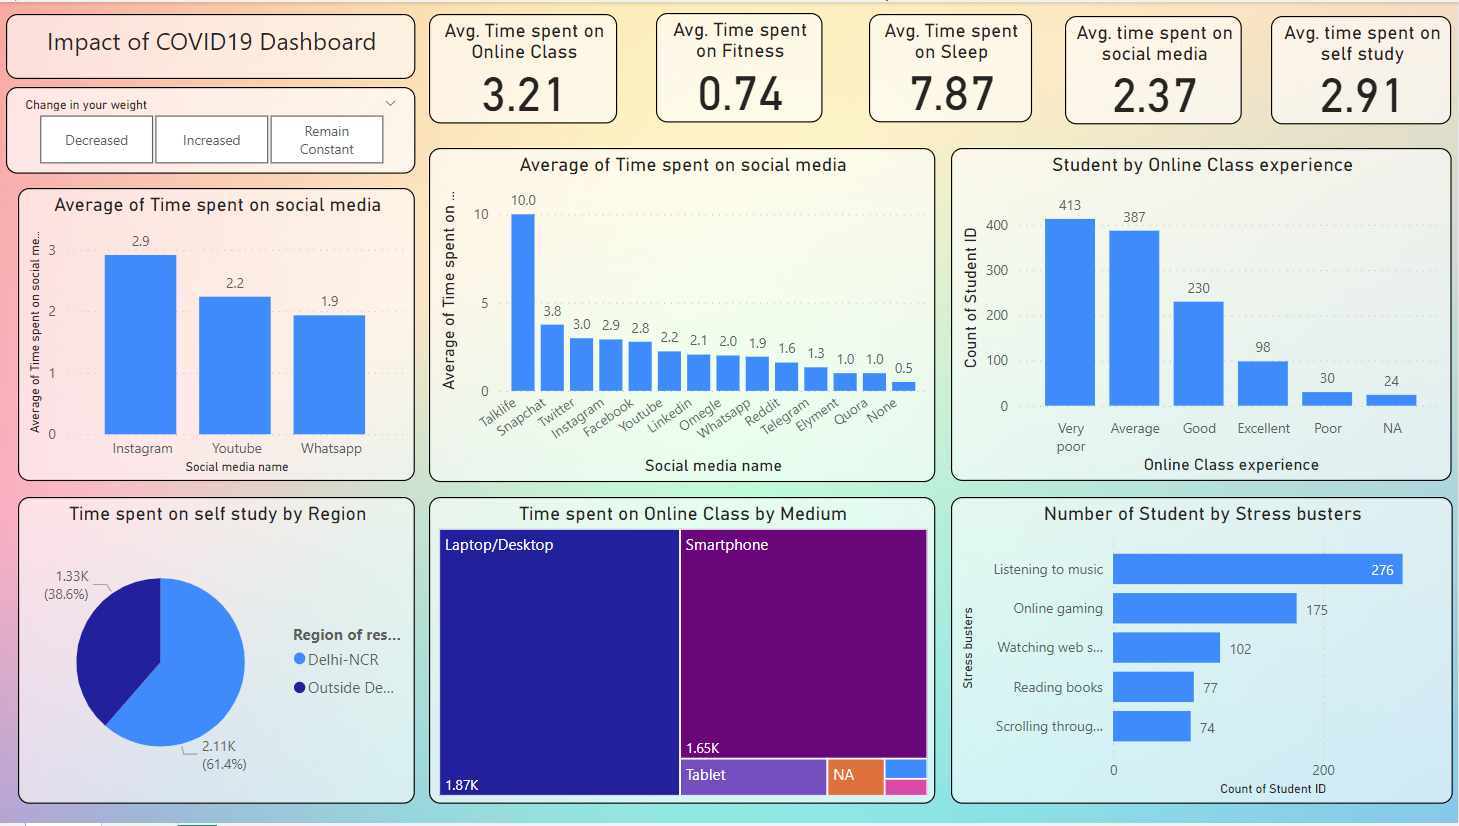 Impact of COVID19 Dashboard
Change in your weight
Decreased
Increased
Remain
Constant
Avg. Time spent on
Online Class
3.21
Avg. Time spent
on Fitness
0.74
Avg. Time spent
on Sleep
7.87
Avg. time spent on
social media
2.37
Avg. time spent on
self study
2.91
Average of Time spent on social media
Average of Time spent on social me...
3
2
1
0
2.9
2.2
1.9
Instagram
Youtube
Whatsapp
Social media name
Average of Time spent on social media
Average of Time spent on ...
10
5
0
10.0
3.8
3.0
2.9
2.8
2.2
2.1
2.0
1.9
1.6
1.3
1.0
1.0
0.5
Talklife
Snapchat
Twitter
Instagram
Facebook
Youtube
Linkedin
Omegle
Whatsapp
Reddit
Telegram
Elyment
Quora
None
Social media name
Student by Online Class experience
Count of Student ID
400
300
200
100
0
413
387
230
98
30
24
Very
poor
Average
Good
Excellent
Poor
NA
Online Class experience
Time spent on self study by Region
1.33K
(38.6%)
2.11K
(61.4%)
Region of res...
Delhi-NCR
Outside De...
Time spent on Online Class by Medium
Laptop/Desktop
1.87K
Smartphone
1.65K
Tablet
NA
Number of Student by Stress busters
Stress busters
Listening to music
276
Online gaming
175
Watching web s...
102
Reading books
77
Scrolling throug...
74
0
200
Count of Student ID